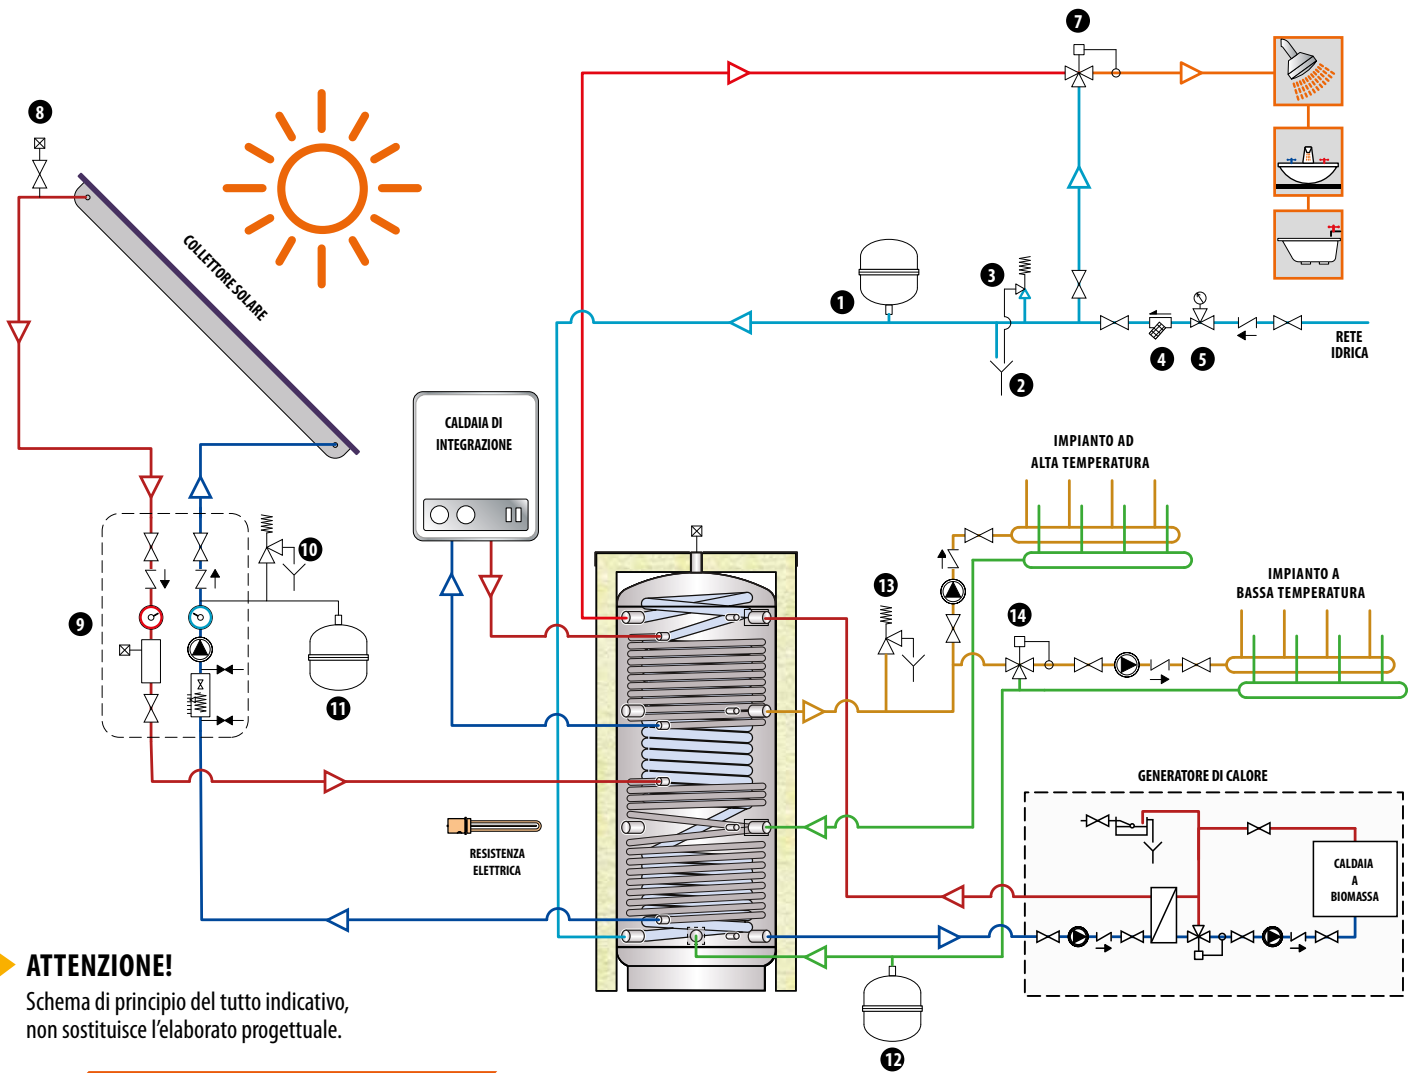 7
8
COLLETTORE SOLARE
3
1
4
5
2
RETE
IDRICA
CALDAIA DI
INTEGRAZIONE
IMPIANTO AD
ALTA TEMPERATURA
10
9
11
13
14
IMPIANTO A
BASSA TEMPERATURA
RESISTENZA
ELETTRICA
GENERATORE DI CALORE
CALDAIA
A
BIOMASSA
12
ATTENZIONE!
Schema di principio del tutto indicativo,
non sostituisce l'elaborato progettuale.